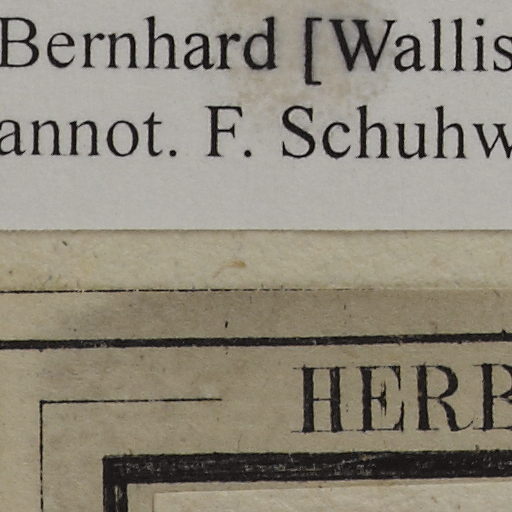 Bernhard [Wallis
annot. F. Schuhw
HERB